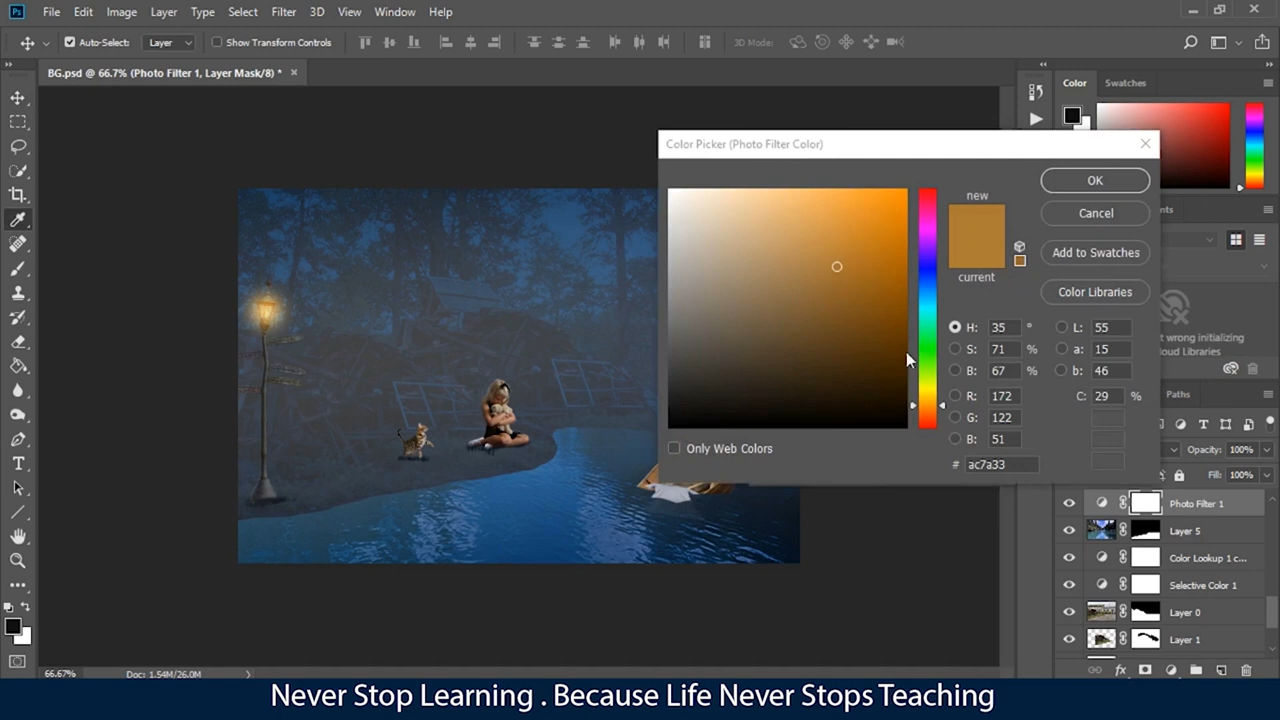 Ps File Edit Image Layer Type Select Filter 3D View Window Help
Auto-Select: Layer Show Transform Controls 3D Mode:
BG.psd @ 66.7% (Photo Filter 1, Layer Mask/8) * ×
Color Swatches
Color Picker (Photo Filter Color)
new
current
OK
Cancel
Add to Swatches
Color Libraries
H: 35 ° L: 55
S: 71 % a: 15
B: 67 % b: 46
R: 172 C: 29 %
G: 122
B: 51
# ac7a33
Only Web Colors
wrong initializing
Libraries
Paths
Opacity: 100%
Fill: 100%
Photo Filter 1
Layer 5
Color Lookup 1 c...
Selective Color 1
Layer 0
Layer 1
66.67% Doc: 1.54M/26.0M
Never Stop Learning . Because Life Never Stops Teaching